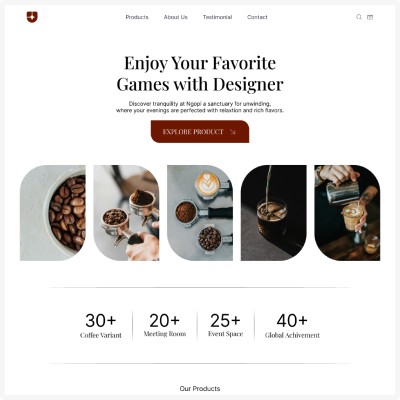 Products About Us Testimonial Contact
Enjoy Your Favorite
Games with Designer
Discover tranquility at Ngopi a sanctuary for unwinding,
where your evenings are perfected with relaxtion and rich flavors.
EXPLORE PRODUCT
30+ 20+ 25+ 40+
Coffee Variant Meeting Room Event Space Global Achivement
Our Products